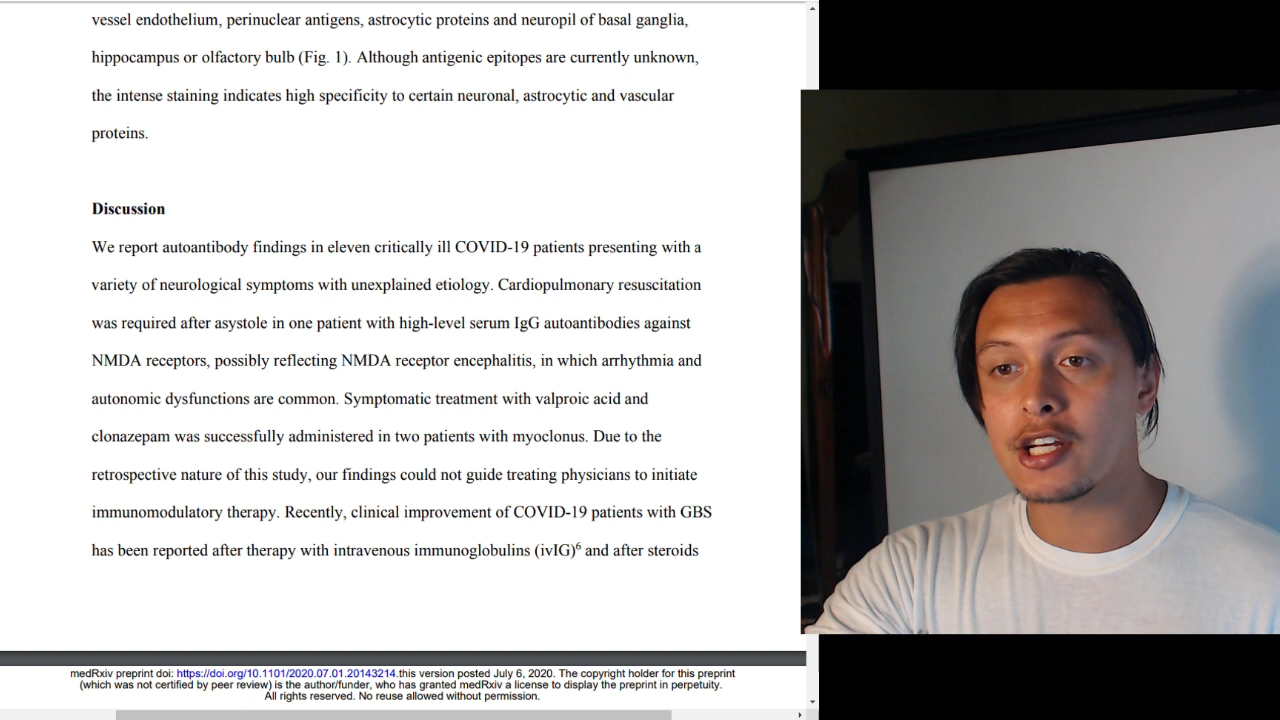 vessel endothelium, perinuclear antigens, astrocytic proteins and neuropil of basal ganglia,
hippocampus or olfactory bulb (Fig. 1). Although antigenic epitopes are currently unknown,
the intense staining indicates high specificity to certain neuronal, astrocytic and vascular
proteins.
Discussion
We report autoantibody findings in eleven critically ill COVID-19 patients presenting with a
variety of neurological symptoms with unexplained etiology. Cardiopulmonary resuscitation
was required after asystole in one patient with high-level serum IgG autoantibodies against
NMDA receptors, possibly reflecting NMDA receptor encephalitis, in which arrhythmia and
autonomic dysfunctions are common. Symptomatic treatment with valproic acid and
clonazepam was successfully administered in two patients with myoclonus. Due to the
retrospective nature of this study, our findings could not guide treating physicians to initiate
immunomodulatory therapy. Recently, clinical improvement of COVID-19 patients with GBS
has been reported after therapy with intravenous immunoglobulins (ivIG)⁶ and after steroids
medRxiv preprint doi: https://doi.org/10.1101/2020.07.01.20143214.this version posted July 6, 2020. The copyright holder for this preprint
(which was not certified by peer review) is the author/funder, who has granted medRxiv a license to display the preprint in perpetuity.
All rights reserved. No reuse allowed without permission.